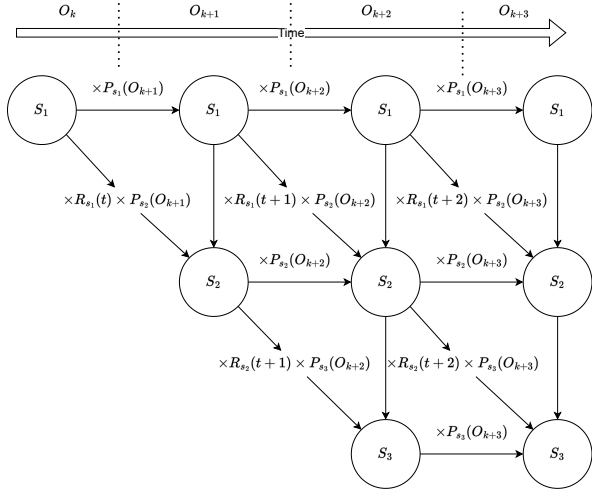 O_k O_{k+1} O_{k+2} O_{k+3}
Time
×P_{s_1}(O_{k+1}) ×P_{s_1}(O_{k+2}) ×P_{s_1}(O_{k+3})
S_1 S_1 S_1 S_1
×R_{s_1}(t) × P_{s_2}(O_{k+1}) ×R_{s_1}(t+1) × P_{s_2}(O_{k+2}) ×R_{s_1}(t+2) × P_{s_2}(O_{k+3})
×P_{s_2}(O_{k+2}) ×P_{s_2}(O_{k+3})
S_2 S_2 S_2
×R_{s_2}(t+1) × P_{s_3}(O_{k+2}) ×R_{s_2}(t+2) × P_{s_3}(O_{k+3})
×P_{s_3}(O_{k+3})
S_3 S_3